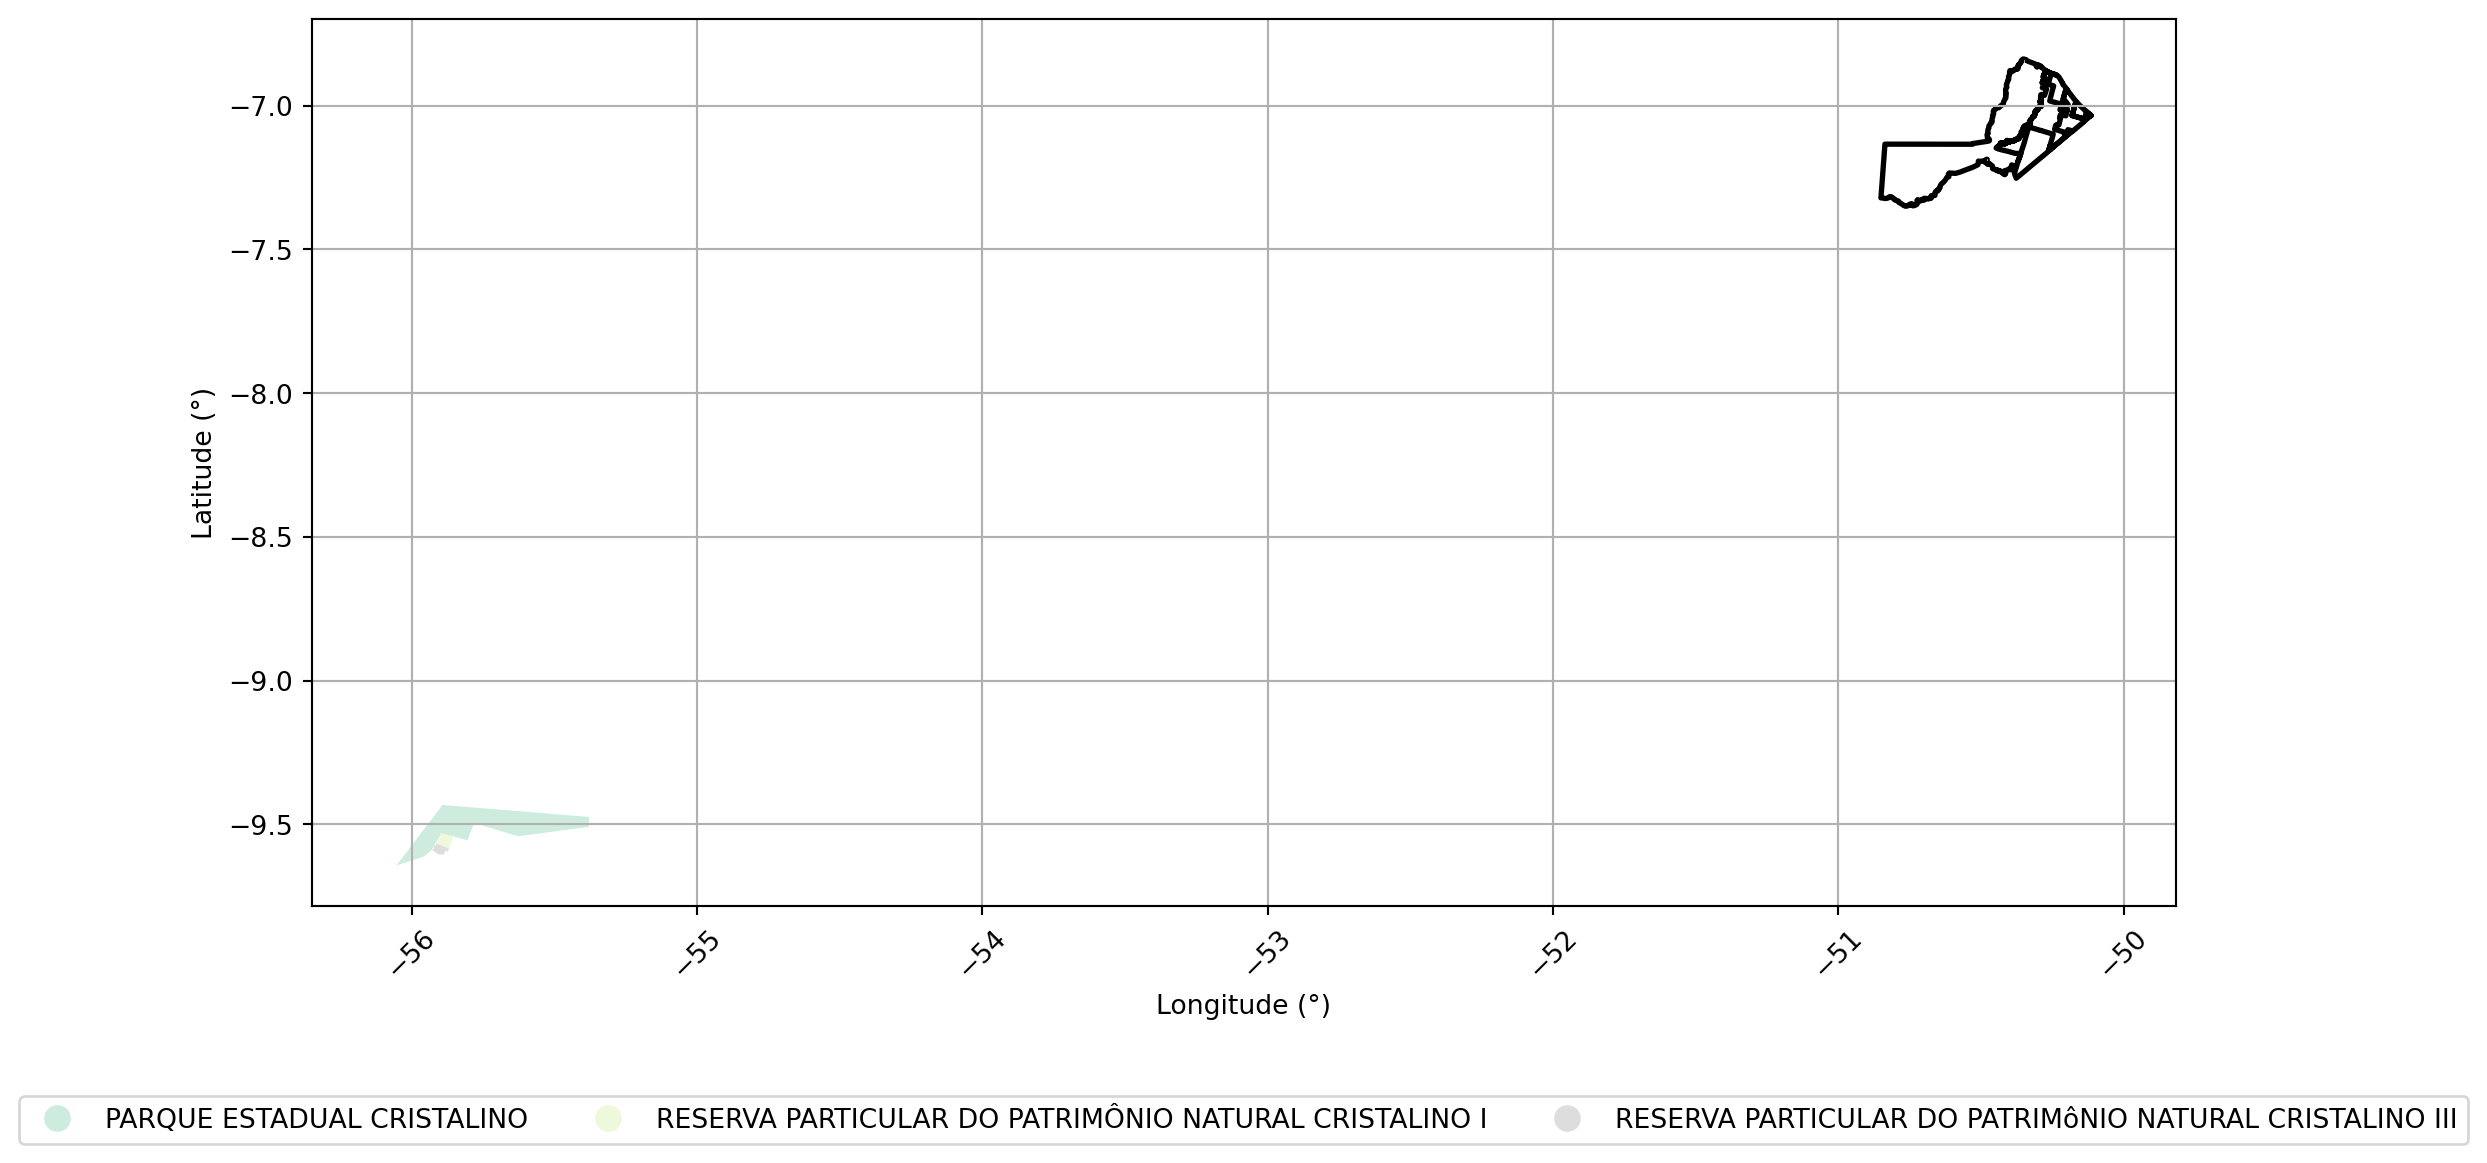 Latitude (°)
−7.0
−7.5
−8.0
−8.5
−9.0
−9.5
−56
−55
−54
−53
−52
−51
−50
Longitude (°)
PARQUE ESTADUAL CRISTALINO
RESERVA PARTICULAR DO PATRIMÔNIO NATURAL CRISTALINO I
RESERVA PARTICULAR DO PATRIMôNIO NATURAL CRISTALINO III